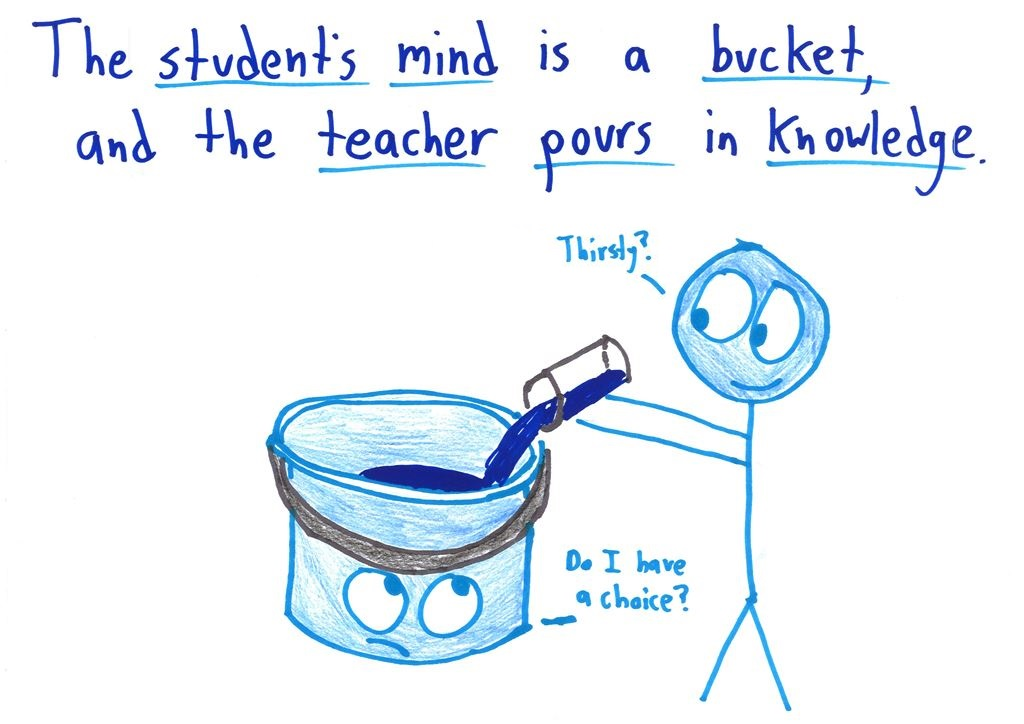 The student's mind is a bucket,
and the teacher pours in knowledge.
Thirsty?
Do I have
a choice?